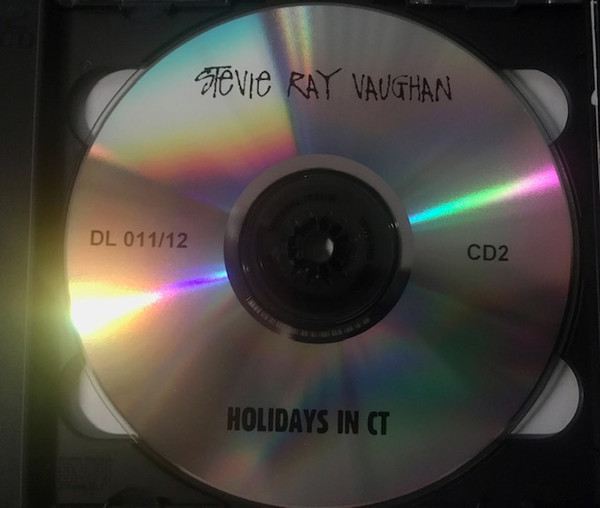 STEVIE RAY VAUGHAN
DL 011/12
CD2
HOLIDAYS IN CT